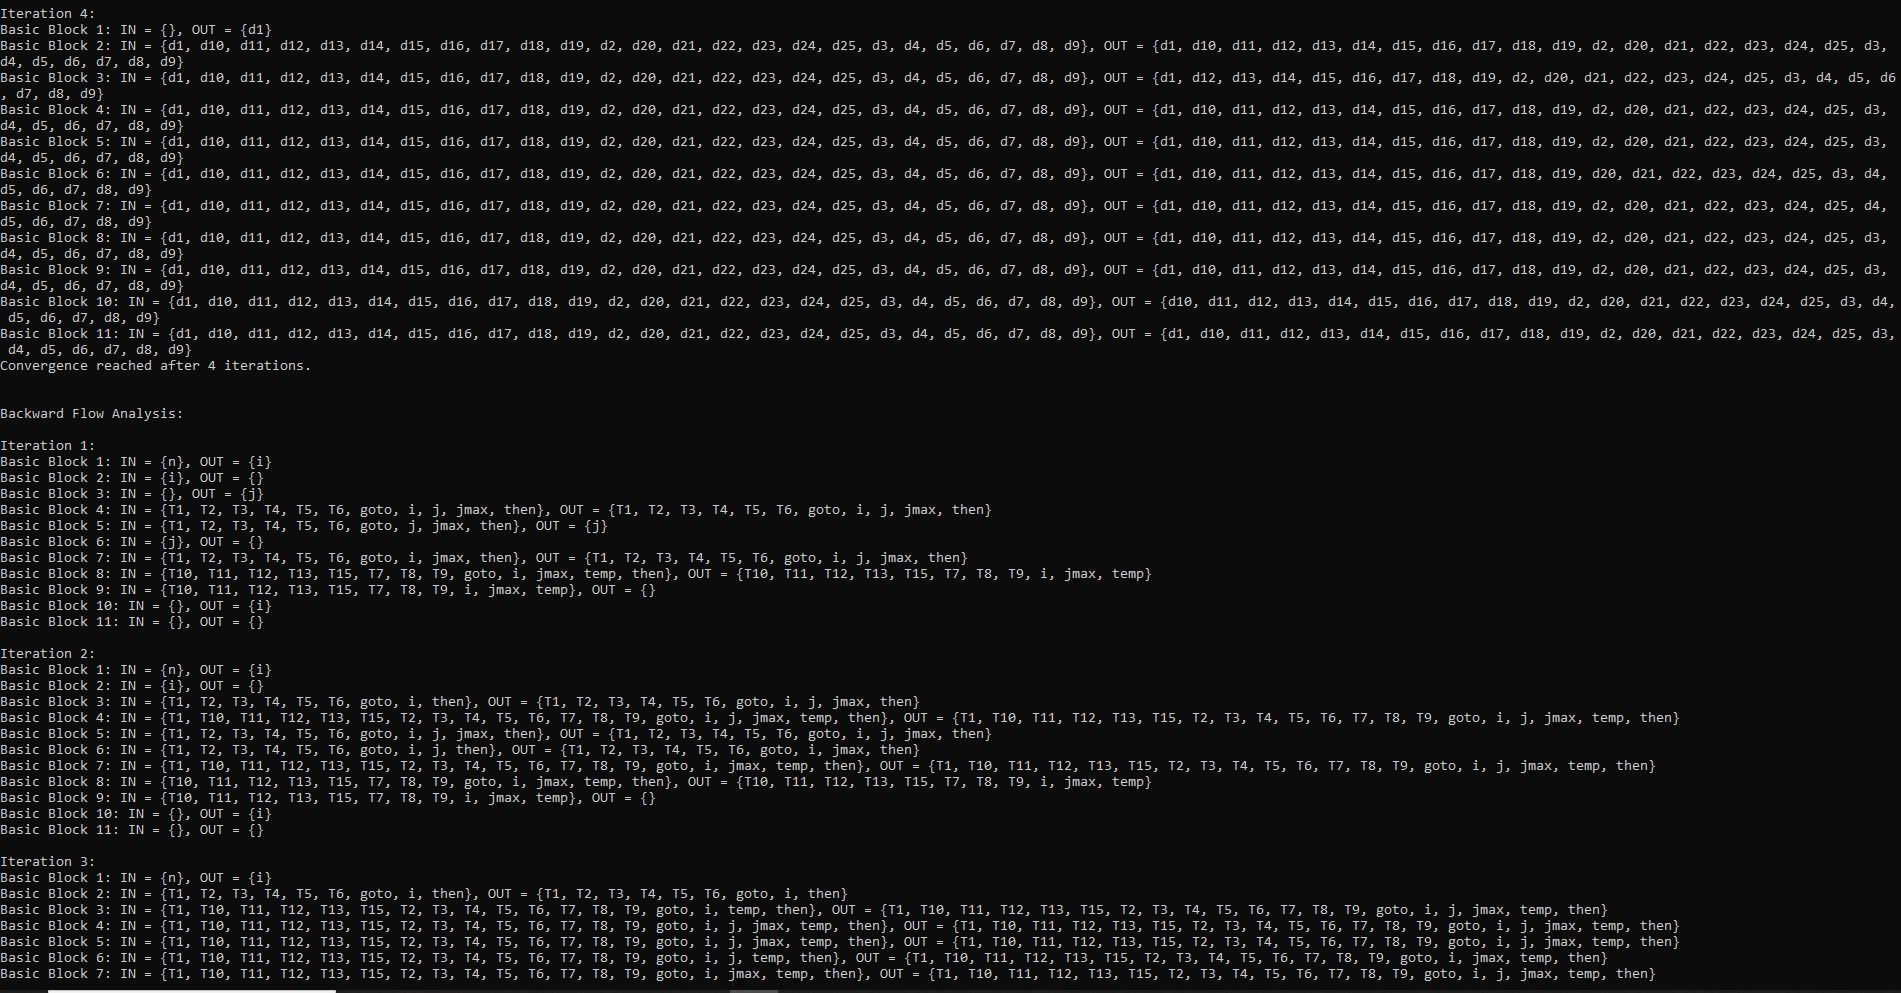 Iteration 4:
Basic Block 1: IN = {}, OUT = {d1}
Basic Block 2: IN = {d1, d10, d11, d12, d13, d14, d15, d16, d17, d18, d19, d2, d20, d21, d22, d23, d24, d25, d3, d4, d5, d6, d7, d8, d9}, OUT = {d1, d10, d11, d12, d13, d14, d15, d16, d17, d18, d19, d2, d20, d21, d22, d23, d24, d25, d3,
d4, d5, d6, d7, d8, d9}
Basic Block 3: IN = {d1, d10, d11, d12, d13, d14, d15, d16, d17, d18, d19, d2, d20, d21, d22, d23, d24, d25, d3, d4, d5, d6, d7, d8, d9}, OUT = {d1, d12, d13, d14, d15, d16, d17, d18, d19, d2, d20, d21, d22, d23, d24, d25, d3, d4, d5, d6
, d7, d8, d9}
Basic Block 4: IN = {d1, d10, d11, d12, d13, d14, d15, d16, d17, d18, d19, d2, d20, d21, d22, d23, d24, d25, d3, d4, d5, d6, d7, d8, d9}, OUT = {d1, d10, d11, d12, d13, d14, d15, d16, d17, d18, d19, d2, d20, d21, d22, d23, d24, d25, d3,
d4, d5, d6, d7, d8, d9}
Basic Block 5: IN = {d1, d10, d11, d12, d13, d14, d15, d16, d17, d18, d19, d2, d20, d21, d22, d23, d24, d25, d3, d4, d5, d6, d7, d8, d9}, OUT = {d1, d10, d11, d12, d13, d14, d15, d16, d17, d18, d19, d2, d20, d21, d22, d23, d24, d25, d3,
d4, d5, d6, d7, d8, d9}
Basic Block 6: IN = {d1, d10, d11, d12, d13, d14, d15, d16, d17, d18, d19, d2, d20, d21, d22, d23, d24, d25, d3, d4, d5, d6, d7, d8, d9}, OUT = {d1, d10, d11, d12, d13, d14, d15, d16, d17, d18, d19, d20, d21, d22, d23, d24, d25, d3, d4,
d5, d6, d7, d8, d9}
Basic Block 7: IN = {d1, d10, d11, d12, d13, d14, d15, d16, d17, d18, d19, d2, d20, d21, d22, d23, d24, d25, d3, d4, d5, d6, d7, d8, d9}, OUT = {d1, d10, d11, d12, d13, d14, d15, d16, d17, d18, d19, d2, d20, d21, d22, d23, d24, d25, d4,
d5, d6, d7, d8, d9}
Basic Block 8: IN = {d1, d10, d11, d12, d13, d14, d15, d16, d17, d18, d19, d2, d20, d21, d22, d23, d24, d25, d3, d4, d5, d6, d7, d8, d9}, OUT = {d1, d10, d11, d12, d13, d14, d15, d16, d17, d18, d19, d2, d20, d21, d22, d23, d24, d25, d3,
d4, d5, d6, d7, d8, d9}
Basic Block 9: IN = {d1, d10, d11, d12, d13, d14, d15, d16, d17, d18, d19, d2, d20, d21, d22, d23, d24, d25, d3, d4, d5, d6, d7, d8, d9}, OUT = {d1, d10, d11, d12, d13, d14, d15, d16, d17, d18, d19, d2, d20, d21, d22, d23, d24, d25, d3,
d4, d5, d6, d7, d8, d9}
Basic Block 10: IN = {d1, d10, d11, d12, d13, d14, d15, d16, d17, d18, d19, d2, d20, d21, d22, d23, d24, d25, d3, d4, d5, d6, d7, d8, d9}, OUT = {d10, d11, d12, d13, d14, d15, d16, d17, d18, d19, d2, d20, d21, d22, d23, d24, d25, d3, d4,
d5, d6, d7, d8, d9}
Basic Block 11: IN = {d1, d10, d11, d12, d13, d14, d15, d16, d17, d18, d19, d2, d20, d21, d22, d23, d24, d25, d3, d4, d5, d6, d7, d8, d9}, OUT = {d1, d10, d11, d12, d13, d14, d15, d16, d17, d18, d19, d2, d20, d21, d22, d23, d24, d25, d3,
d4, d5, d6, d7, d8, d9}
Convergence reached after 4 iterations.
Backward Flow Analysis:
Iteration 1:
Basic Block 1: IN = {n}, OUT = {i}
Basic Block 2: IN = {i}, OUT = {}
Basic Block 3: IN = {}, OUT = {j}
Basic Block 4: IN = {T1, T2, T3, T4, T5, T6, goto, i, j, jmax, then}, OUT = {T1, T2, T3, T4, T5, T6, goto, i, j, jmax, then}
Basic Block 5: IN = {T1, T2, T3, T4, T5, T6, goto, j, jmax, then}, OUT = {j}
Basic Block 6: IN = {j}, OUT = {}
Basic Block 7: IN = {T1, T2, T3, T4, T5, T6, goto, i, jmax, then}, OUT = {T1, T2, T3, T4, T5, T6, goto, i, j, jmax, then}
Basic Block 8: IN = {T10, T11, T12, T13, T15, T7, T8, T9, goto, i, jmax, temp, then}, OUT = {T10, T11, T12, T13, T15, T7, T8, T9, i, jmax, temp}
Basic Block 9: IN = {T10, T11, T12, T13, T15, T7, T8, T9, i, jmax, temp}, OUT = {}
Basic Block 10: IN = {}, OUT = {i}
Basic Block 11: IN = {}, OUT = {}
Iteration 2:
Basic Block 1: IN = {n}, OUT = {i}
Basic Block 2: IN = {i}, OUT = {}
Basic Block 3: IN = {T1, T2, T3, T4, T5, T6, goto, i, then}, OUT = {T1, T2, T3, T4, T5, T6, goto, i, j, jmax, then}
Basic Block 4: IN = {T1, T10, T11, T12, T13, T15, T2, T3, T4, T5, T6, T7, T8, T9, goto, i, j, jmax, temp, then}, OUT = {T1, T10, T11, T12, T13, T15, T2, T3, T4, T5, T6, T7, T8, T9, goto, i, j, jmax, temp, then}
Basic Block 5: IN = {T1, T2, T3, T4, T5, T6, goto, i, j, jmax, then}, OUT = {T1, T2, T3, T4, T5, T6, goto, i, j, jmax, then}
Basic Block 6: IN = {T1, T2, T3, T4, T5, T6, goto, i, j, then}, OUT = {T1, T2, T3, T4, T5, T6, goto, i, jmax, then}
Basic Block 7: IN = {T1, T10, T11, T12, T13, T15, T2, T3, T4, T5, T6, T7, T8, T9, goto, i, jmax, temp, then}, OUT = {T1, T10, T11, T12, T13, T15, T2, T3, T4, T5, T6, T7, T8, T9, goto, i, j, jmax, temp, then}
Basic Block 8: IN = {T10, T11, T12, T13, T15, T7, T8, T9, goto, i, jmax, temp, then}, OUT = {T10, T11, T12, T13, T15, T7, T8, T9, i, jmax, temp}
Basic Block 9: IN = {T10, T11, T12, T13, T15, T7, T8, T9, i, jmax, temp}, OUT = {}
Basic Block 10: IN = {}, OUT = {i}
Basic Block 11: IN = {}, OUT = {}
Iteration 3:
Basic Block 1: IN = {n}, OUT = {i}
Basic Block 2: IN = {T1, T2, T3, T4, T5, T6, goto, i, then}, OUT = {T1, T2, T3, T4, T5, T6, goto, i, then}
Basic Block 3: IN = {T1, T10, T11, T12, T13, T15, T2, T3, T4, T5, T6, T7, T8, T9, goto, i, temp, then}, OUT = {T1, T10, T11, T12, T13, T15, T2, T3, T4, T5, T6, T7, T8, T9, goto, i, j, jmax, temp, then}
Basic Block 4: IN = {T1, T10, T11, T12, T13, T15, T2, T3, T4, T5, T6, T7, T8, T9, goto, i, j, jmax, temp, then}, OUT = {T1, T10, T11, T12, T13, T15, T2, T3, T4, T5, T6, T7, T8, T9, goto, i, j, jmax, temp, then}
Basic Block 5: IN = {T1, T10, T11, T12, T13, T15, T2, T3, T4, T5, T6, T7, T8, T9, goto, i, j, jmax, temp, then}, OUT = {T1, T10, T11, T12, T13, T15, T2, T3, T4, T5, T6, T7, T8, T9, goto, i, j, jmax, temp, then}
Basic Block 6: IN = {T1, T10, T11, T12, T13, T15, T2, T3, T4, T5, T6, T7, T8, T9, goto, i, j, temp, then}, OUT = {T1, T10, T11, T12, T13, T15, T2, T3, T4, T5, T6, T7, T8, T9, goto, i, jmax, temp, then}
Basic Block 7: IN = {T1, T10, T11, T12, T13, T15, T2, T3, T4, T5, T6, T7, T8, T9, goto, i, jmax, temp, then}, OUT = {T1, T10, T11, T12, T13, T15, T2, T3, T4, T5, T6, T7, T8, T9, goto, i, j, jmax, temp, then}